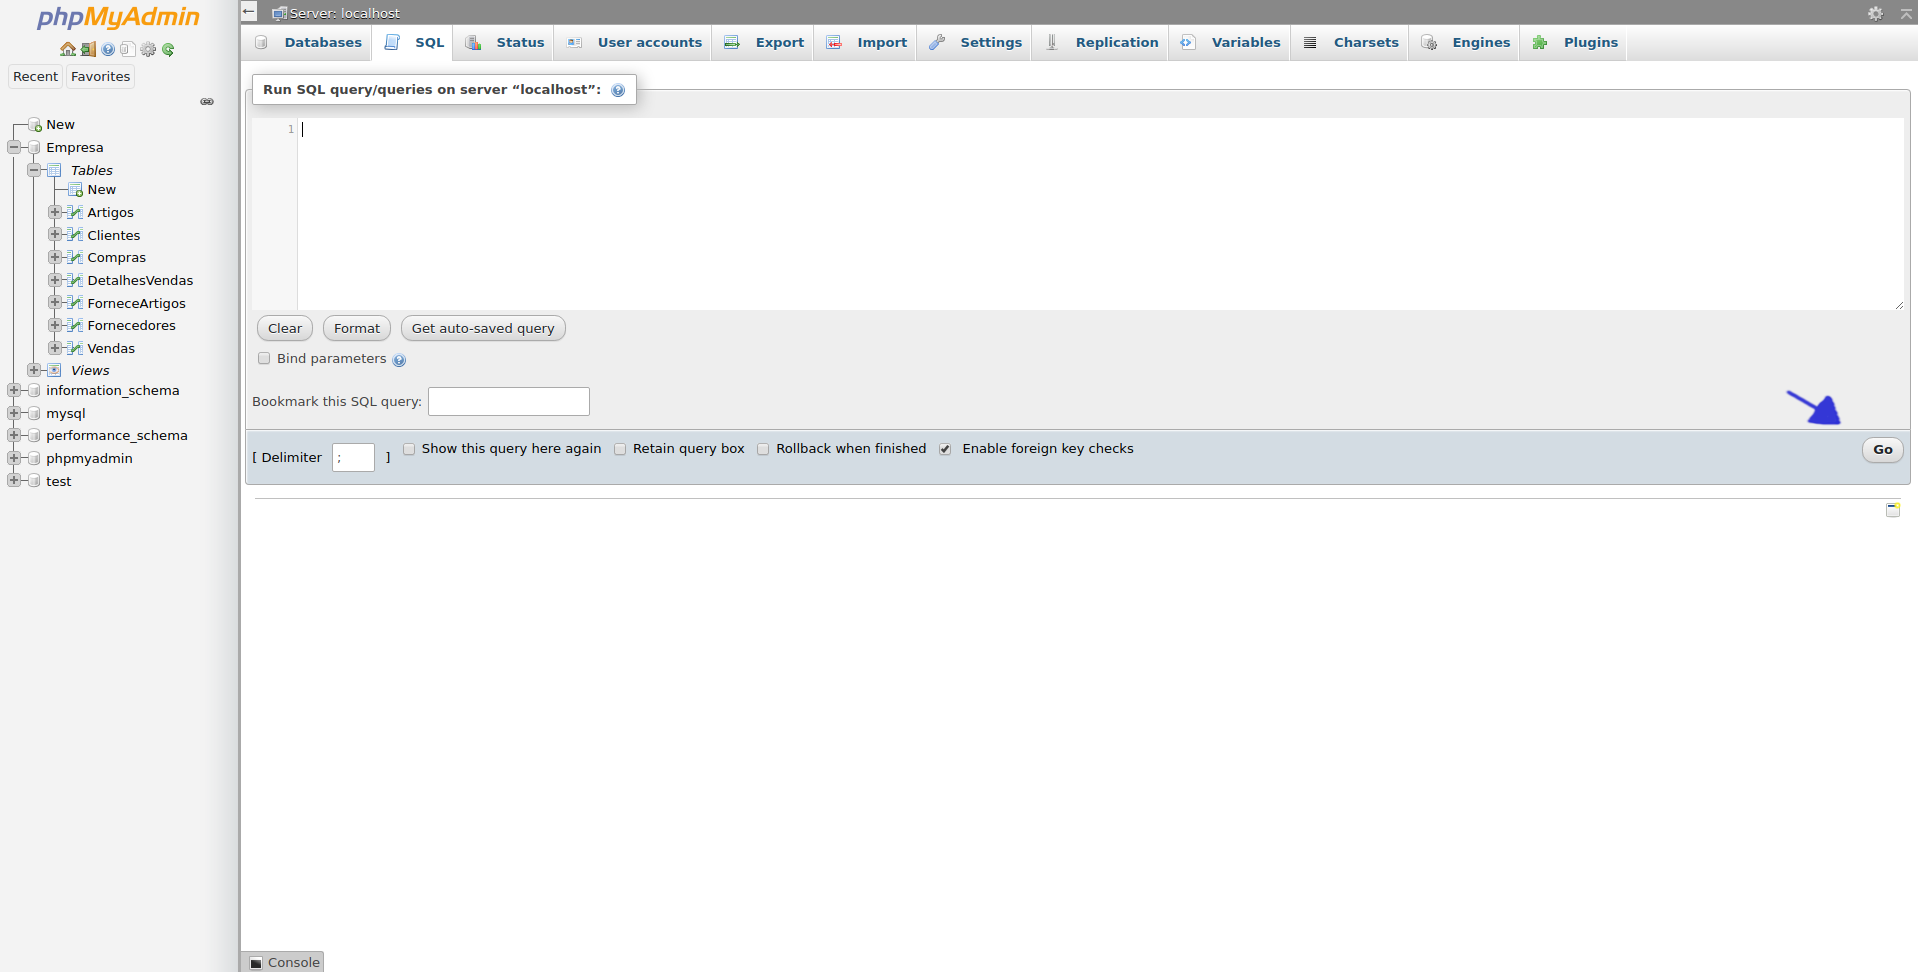 phpMyAdmin
Recent Favorites
New
Empresa
Tables
New
Artigos
Clientes
Compras
DetalhesVendas
ForneceArtigos
Fornecedores
Vendas
Views
information_schema
mysql
performance_schema
phpmyadmin
test
Server: localhost
Databases SQL Status User accounts Export Import Settings Replication Variables Charsets Engines Plugins
Run SQL query/queries on server “localhost”:
1
Clear Format Get auto-saved query
Bind parameters
Bookmark this SQL query:
[ Delimiter ; ] Show this query here again Retain query box Rollback when finished Enable foreign key checks Go
Console